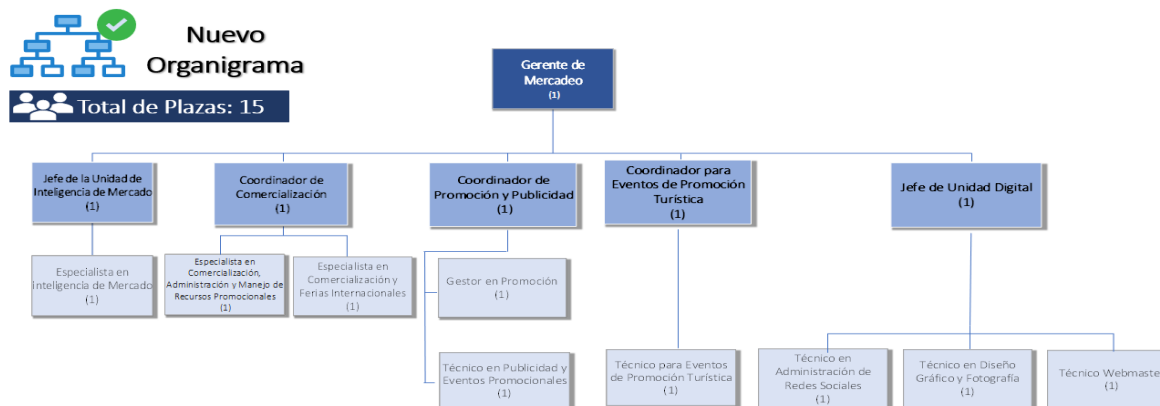 Nuevo
Organigrama
Total de Plazas: 15
Gerente de
Mercadeo
(1)
Jefe de la Unidad de
Inteligencia de Mercado
(1)
Coordinador de
Comercialización
(1)
Coordinador de
Promoción y Publicidad
(1)
Coordinador para
Eventos de Promoción
Turística
(1)
Jefe de Unidad Digital
(1)
Especialista en
Inteligencia de Mercado
(1)
Especialista en
Comercialización,
Administración y Manejo de
Recursos Promocionales
(1)
Especialista en
Comercialización y
Ferias Internacionales
(1)
Gestor en Promoción
(1)
Técnico en Publicidad y
Eventos Promocionales
(1)
Técnico para Eventos
de Promoción Turística
(1)
Técnico en
Administración de
Redes Sociales
(1)
Técnico en Diseño
Gráfico y Fotografía
(1)
Técnico Webmaste
(1)